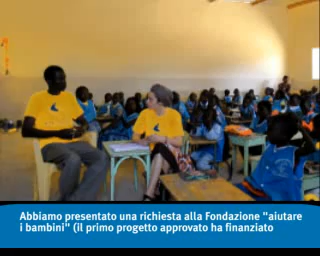 Abbiamo presentato una richiesta alla Fondazione "aiutare
i bambini" (il primo progetto approvato ha finanziato